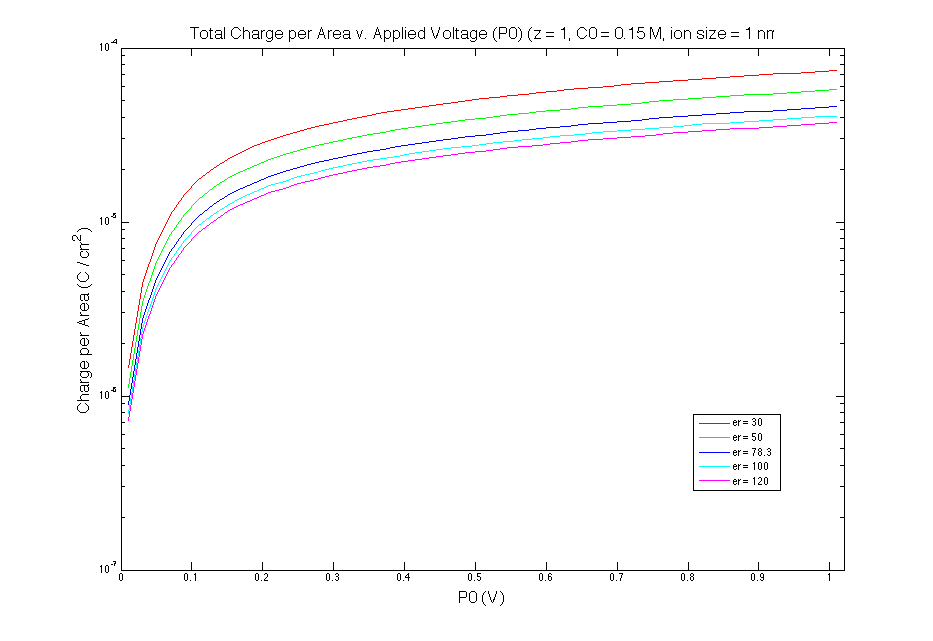 Total Charge per Area v. Applied Voltage (P0) (z = 1, C0 = 0.15 M, ion size = 1 nm
10^-4
10^-5
10^-6
10^-7
Charge per Area (C / cm^2)
er = 30
er = 50
er = 78.3
er = 100
er = 120
0 0.1 0.2 0.3 0.4 0.5 0.6 0.7 0.8 0.9 1
P0 (V)